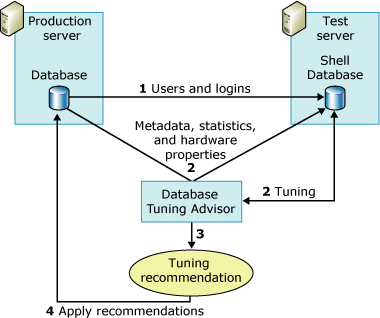 Production
server
Test
server
Database
Shell
Database
1 Users and logins
Metadata, statistics,
and hardware
properties
2
Database
Tuning Advisor
2 Tuning
3
Tuning
recommendation
4 Apply recommendations